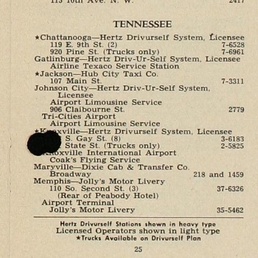 113 10th Ave. N. W. 2417
TENNESSEE
★Chattanooga—Hertz Drivurself System, Licensee
119 E. 9th St. (2) 7-6528
920 Pine St. (Trucks only) 7-6961
Gatlinburg—Hertz Driv-Ur-Self System, Licensee
Airline Texaco Service Station
★Jackson—Hub City Taxi Co.
107 Main St. 7-3311
Johnson City—Hertz Driv-Ur-Self System,
Licensee
Airport Limousine Service
906 Claibourne St. 2779
Tri-Cities Airport
Airport Limousine Service
★Knoxville—Hertz Drivurself System, Licensee
S. Gay St. (8) 3-6183
State St. (Trucks only) 2-5825
Knoxville International Airport
Coak's Flying Service
Maryville—Dixie Cab & Transfer Co.
Broadway 218 and 1459
Memphis—Jolly's Motor Livery
110 So. Second St. (3) 37-6326
(Rear of Peabody Hotel)
Airport Terminal
Jolly's Motor Livery 35-5462
Hertz Drivurself Stations shown in heavy type
Licensed Operators shown in light type
★Trucks Available on Drivurself Plan
25